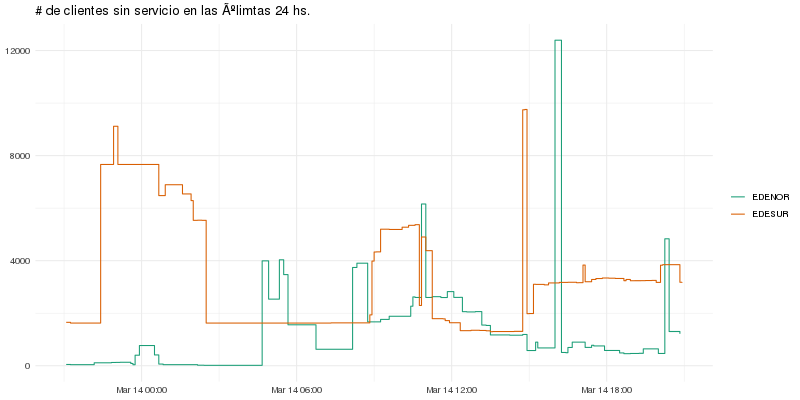 # de clientes sin servicio en las Ãºlimtas 24 hs.
12000
8000
4000
0
Mar 14 00:00
Mar 14 06:00
Mar 14 12:00
Mar 14 18:00
EDENOR
EDESUR